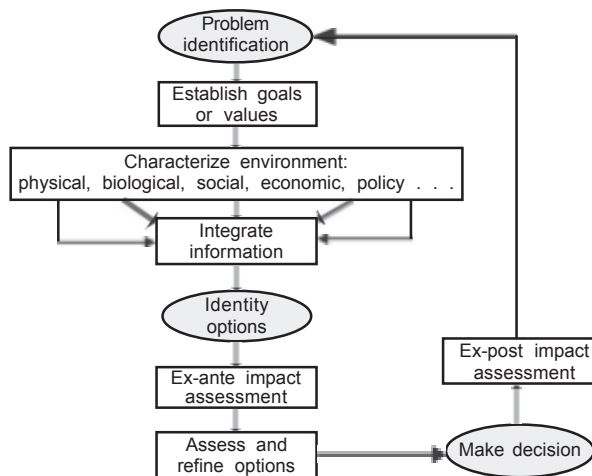 Problem
identification
Establish goals
or values
Characterize environment:
physical, biological, social, economic, policy . . .
Integrate
information
Identity
options
Ex-ante impact
assessment
Assess and
refine options
Make decision
Ex-post impact
assessment